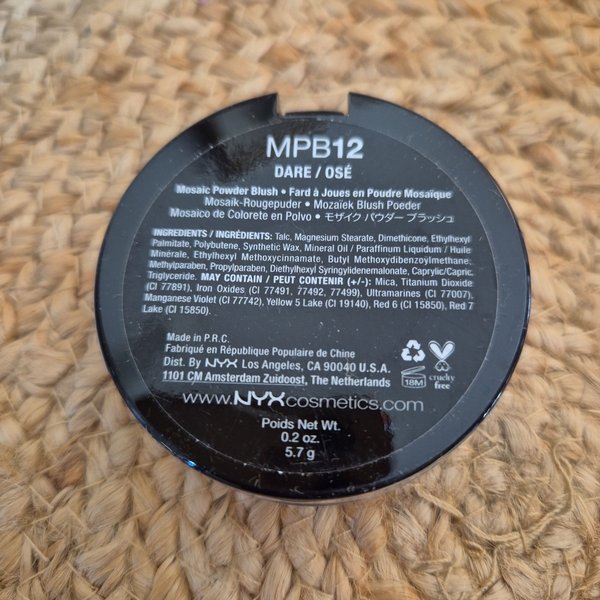 MPB12
DARE / OSÉ
Mosaic Powder Blush • Fard à Joues en Poudre Mosaïque
Mosaik-Rougepuder • Mozaïek Blush Poeder
Mosaico de Colorete en Polvo • モザイク パウダー ブラッシュ
INGREDIENTS / INGRÉDIENTS: Talc, Magnesium Stearate, Dimethicone, Ethylhexyl
Palmitate, Polybutene, Synthetic Wax, Mineral Oil / Paraffinum Liquidum / Huile
Minérale, Ethylhexyl Methoxycinnamate, Butyl Methoxydibenzoylmethane,
Methylparaben, Propylparaben, Diethylhexyl Syringylidenemalonate, Caprylic/Capric
Triglyceride. MAY CONTAIN / PEUT CONTENIR (+/-): Mica, Titanium Dioxide
(CI 77891), Iron Oxides (CI 77491, 77492, 77499), Ultramarines (CI 77007),
Manganese Violet (CI 77742), Yellow 5 Lake (CI 19140), Red 6 (CI 15850), Red 7
Lake (CI 15850).
Made in P.R.C.
Fabriqué en République Populaire de Chine
Dist. By NYX Los Angeles, CA 90040 U.S.A.
1101 CM Amsterdam Zuidoost, The Netherlands
18M
cruelty
free
www.NYXcosmetics.com
Poids Net Wt.
0.2 oz.
5.7 g